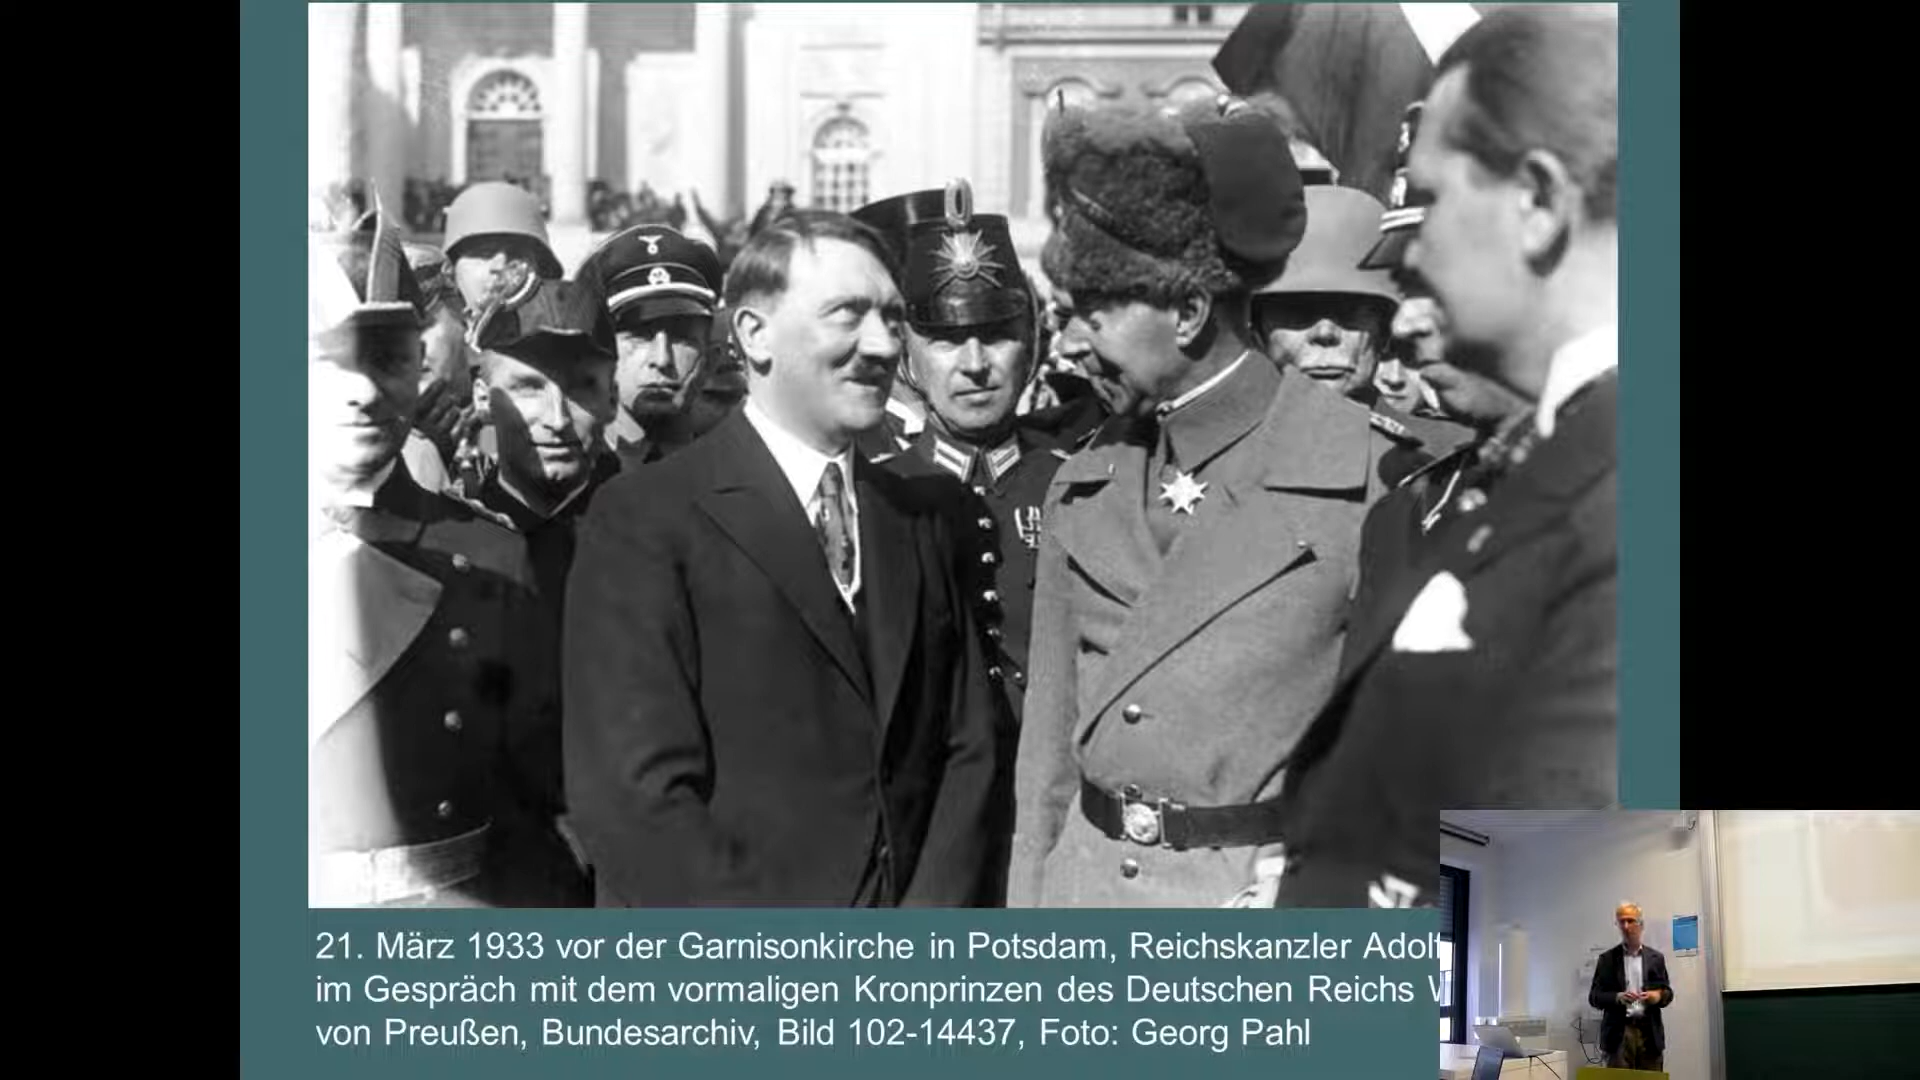 21. März 1933 vor der Garnisonkirche in Potsdam, Reichskanzler Adolf
im Gespräch mit dem vormaligen Kronprinzen des Deutschen Reichs
von Preußen, Bundesarchiv, Bild 102-14437, Foto: Georg Pahl